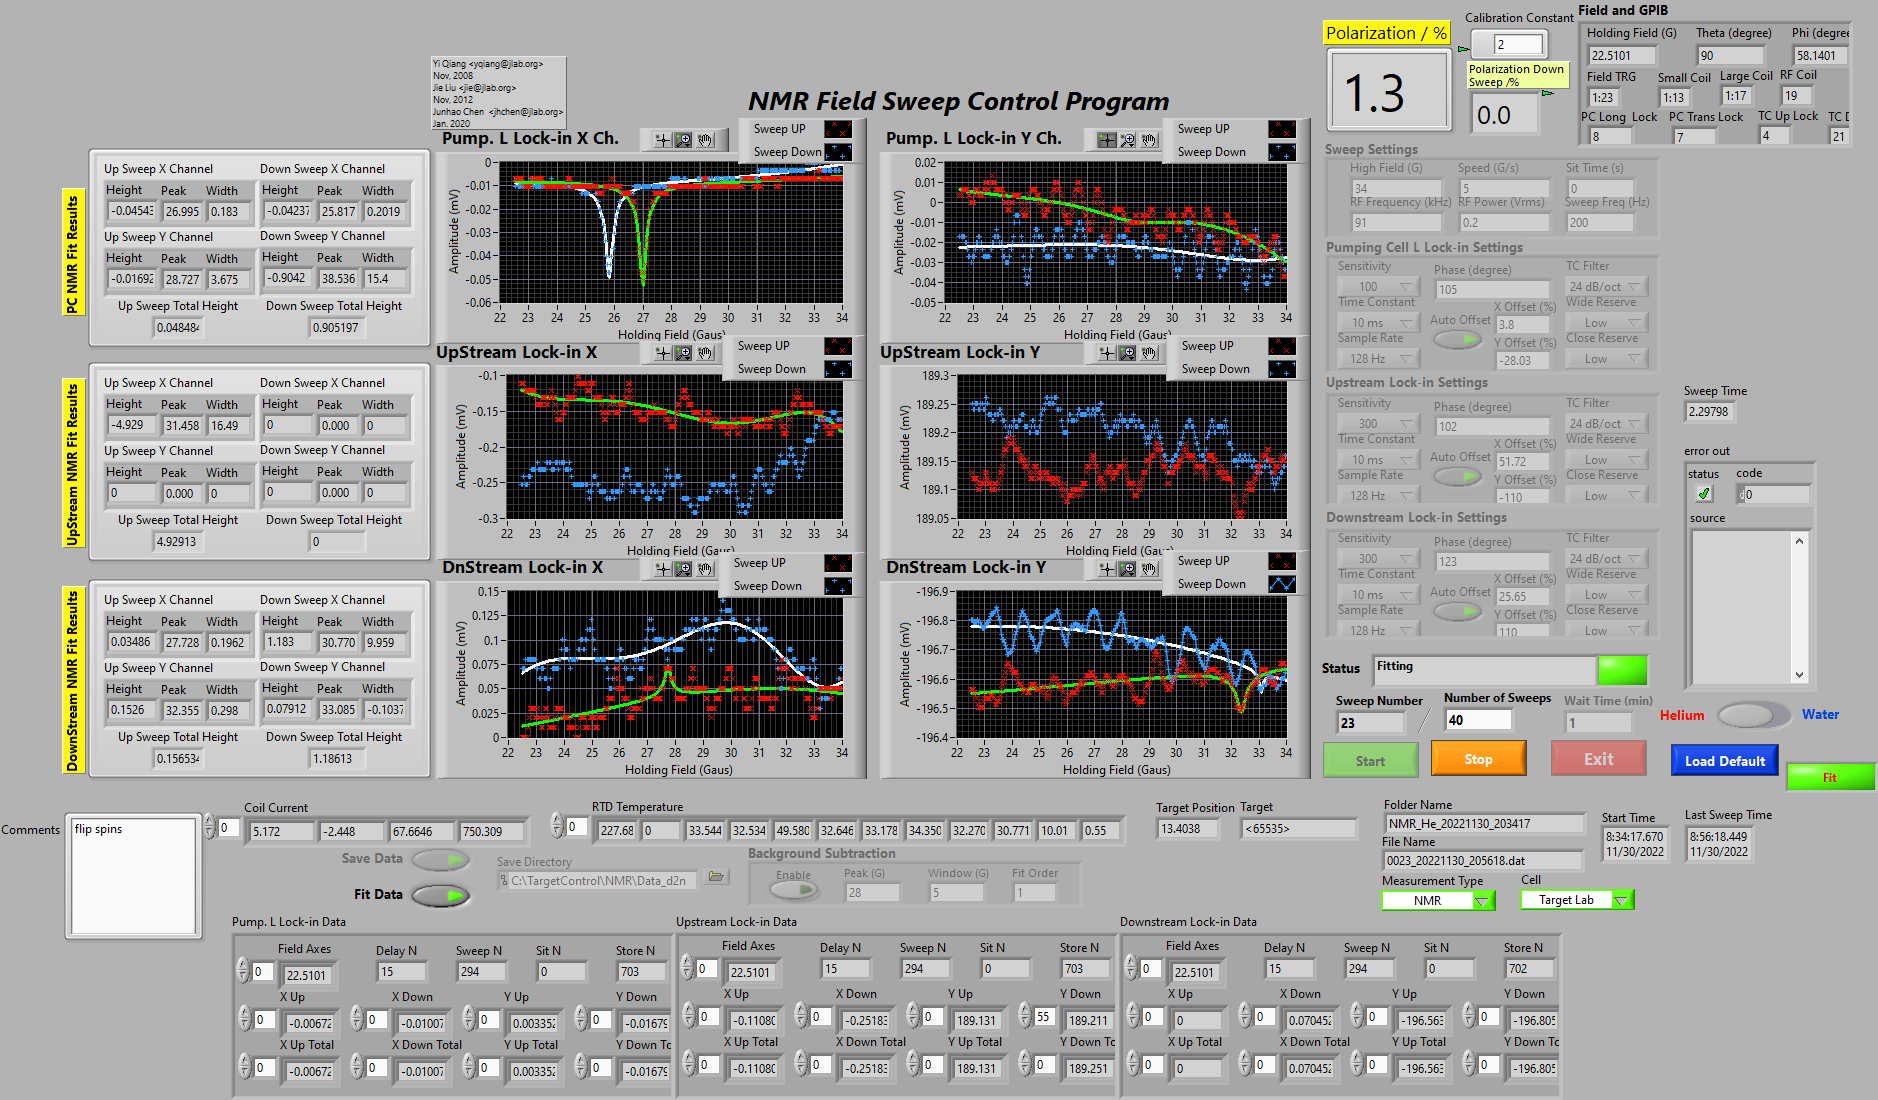 Yi Qiang <yqiang@jlab.org>
Nov, 2008
Jie Liu <jie@jlab.org>
Nov, 2012
Junhao Chen <jhchen@jlab.org>
Jan. 2020
NMR Field Sweep Control Program
Polarization / %
1.3
Calibration Constant
2
Polarization Down
Sweep /%
0.0
Field and GPIB
Holding Field (G) Theta (degree) Phi (degree
22.5101 90 58.1401
Field TRG Small Coil Large Coil RF Coil
1:23 1:13 1:17 19
PC Long Lock PC Trans Lock TC Up Lock TC D
8 7 4 21
PC NMR Fit Results
Up Sweep X Channel Down Sweep X Channel
Height Peak Width Height Peak Width
-0.04543 26.995 0.183 -0.04237 25.817 0.2019
Up Sweep Y Channel Down Sweep Y Channel
Height Peak Width Height Peak Width
-0.01692 28.727 3.675 -0.9042 38.536 15.4
Up Sweep Total Height Down Sweep Total Height
0.048484 0.905197
Pump. L Lock-in X Ch.
Sweep UP
Sweep Down
Amplitude (mV)
0
-0.01
-0.02
-0.03
-0.04
-0.05
-0.06
22 23 24 25 26 27 28 29 30 31 32 33 34
Holding Field (Gaus)
Pump. L Lock-in Y Ch.
Sweep UP
Sweep Down
Amplitude (mV)
0.02
0.01
0
-0.01
-0.02
-0.03
-0.04
-0.05
22 23 24 25 26 27 28 29 30 31 32 33 34
Holding Field (Gaus)
UpStream NMR Fit Results
Up Sweep X Channel Down Sweep X Channel
Height Peak Width Height Peak Width
-4.929 31.458 16.49 0 0.000 0
Up Sweep Y Channel Down Sweep Y Channel
Height Peak Width Height Peak Width
0 0.000 0 0 0.000 0
Up Sweep Total Height Down Sweep Total Height
4.92913 0
UpStream Lock-in X
Sweep UP
Sweep Down
Amplitude (mV)
-0.1
-0.15
-0.2
-0.25
-0.3
22 23 24 25 26 27 28 29 30 31 32 33 34
Holding Field (Gaus)
UpStream Lock-in Y
Sweep UP
Sweep Down
Amplitude (mV)
189.3
189.25
189.2
189.15
189.1
189.05
22 23 24 25 26 27 28 29 30 31 32 33 34
Holding Field (Gaus)
DownStream NMR Fit Results
Up Sweep X Channel Down Sweep X Channel
Height Peak Width Height Peak Width
0.03486 27.728 0.1962 1.183 30.770 9.959
Up Sweep Y Channel Down Sweep Y Channel
Height Peak Width Height Peak Width
0.1526 32.355 0.298 0.07912 33.085 -0.1037
Up Sweep Total Height Down Sweep Total Height
0.156534 1.18613
DnStream Lock-in X
Sweep UP
Sweep Down
Amplitude (mV)
0.15
0.125
0.1
0.075
0.05
0.025
0
22 23 24 25 26 27 28 29 30 31 32 33 34
Holding Field (Gaus)
DnStream Lock-in Y
Sweep UP
Sweep Down
Amplitude (mV)
-196.9
-196.8
-196.7
-196.6
-196.5
-196.4
22 23 24 25 26 27 28 29 30 31 32 33 34
Holding Field (Gaus)
Sweep Settings
High Field (G) Speed (G/s) Sit Time (s)
34 5 0
RF Frequency (kHz) RF Power (Vrms) Sweep Freq (Hz)
91 0.2 200
Pumping Cell L Lock-in Settings
Sensitivity Phase (degree) TC Filter
100 105 24 dB/oct
Time Constant X Offset (%) Wide Reserve
10 ms Auto Offset 3.8 Low
Sample Rate Y Offset (%) Close Reserve
128 Hz -28.03 Low
Upstream Lock-in Settings
Sensitivity Phase (degree) TC Filter
300 102 24 dB/oct
Time Constant X Offset (%) Wide Reserve
10 ms Auto Offset 51.72 Low
Sample Rate Y Offset (%) Close Reserve
128 Hz -110 Low
Downstream Lock-in Settings
Sensitivity Phase (degree) TC Filter
300 123 24 dB/oct
Time Constant X Offset (%) Wide Reserve
10 ms Auto Offset 25.65 Low
Sample Rate Y Offset (%) Close Reserve
128 Hz 110 Low
Sweep Time
2.29798
error out
status code
0
source
Status Fitting
Sweep Number Number of Sweeps Wait Time (min)
23 / 40 1
Helium Water
Start Stop Exit Load Default Fit
Comments
flip spins
Coil Current
0 5.172 -2.448 67.6646 750.309
RTD Temperature
0 227.68 0 33.544 32.534 49.580 32.646 33.178 34.350 32.270 30.771 10.01 0.55
Target Position Target
13.4038 <65535>
Folder Name
NMR_He_20221130_203417
File Name
0023_20221130_205618.dat
Start Time
8:34:17.670
11/30/2022
Last Sweep Time
8:56:18.449
11/30/2022
Measurement Type Cell
NMR Target Lab
Save Data
Fit Data
Save Directory
C:\TargetControl\NMR\Data_d2n
Background Subtraction
Enable Peak (G) Window (G) Fit Order
28 5 1
Pump. L Lock-in Data
Field Axes Delay N Sweep N Sit N Store N
0 22.5101 15 294 0 703
X Up X Down Y Up Y Down
0 -0.00672 0 -0.01007 0 0.003352 0 -0.01679
X Up Total X Down Total Y Up Total Y Down To
0 -0.00672 0 -0.01007 0 0.003352 0 -0.01679
Upstream Lock-in Data
Field Axes Delay N Sweep N Sit N Store N
0 22.5101 15 294 0 703
X Up X Down Y Up Y Down
0 -0.11080 0 -0.25183 0 189.131 55 189.211
X Up Total X Down Total Y Up Total Y Down To
0 -0.11080 0 -0.25183 0 189.131 0 189.251
Downstream Lock-in Data
Field Axes Delay N Sweep N Sit N Store N
0 22.5101 15 294 0 702
X Up X Down Y Up Y Down
0 0 0 0.070452 0 -196.563 0 -196.805
X Up Total X Down Total Y Up Total Y Down To
0 0 0 0.070452 0 -196.563 0 -196.805